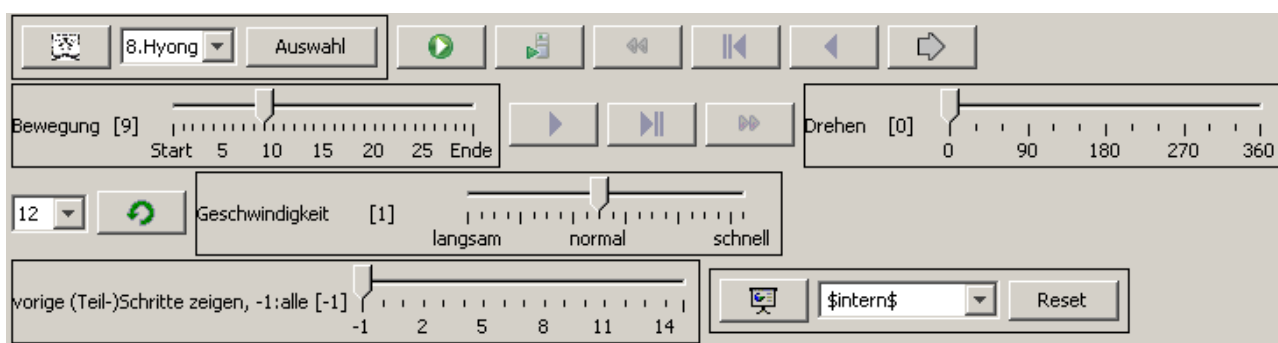 8.Hyong Auswahl
Bewegung [9]
Start 5 10 15 20 25 Ende
Drehen [0]
0 90 180 270 360
12
Geschwindigkeit [1]
langsam normal schnell
vorige (Teil-)Schritte zeigen, -1:alle [-1]
-1 2 5 8 11 14
$intern$ Reset